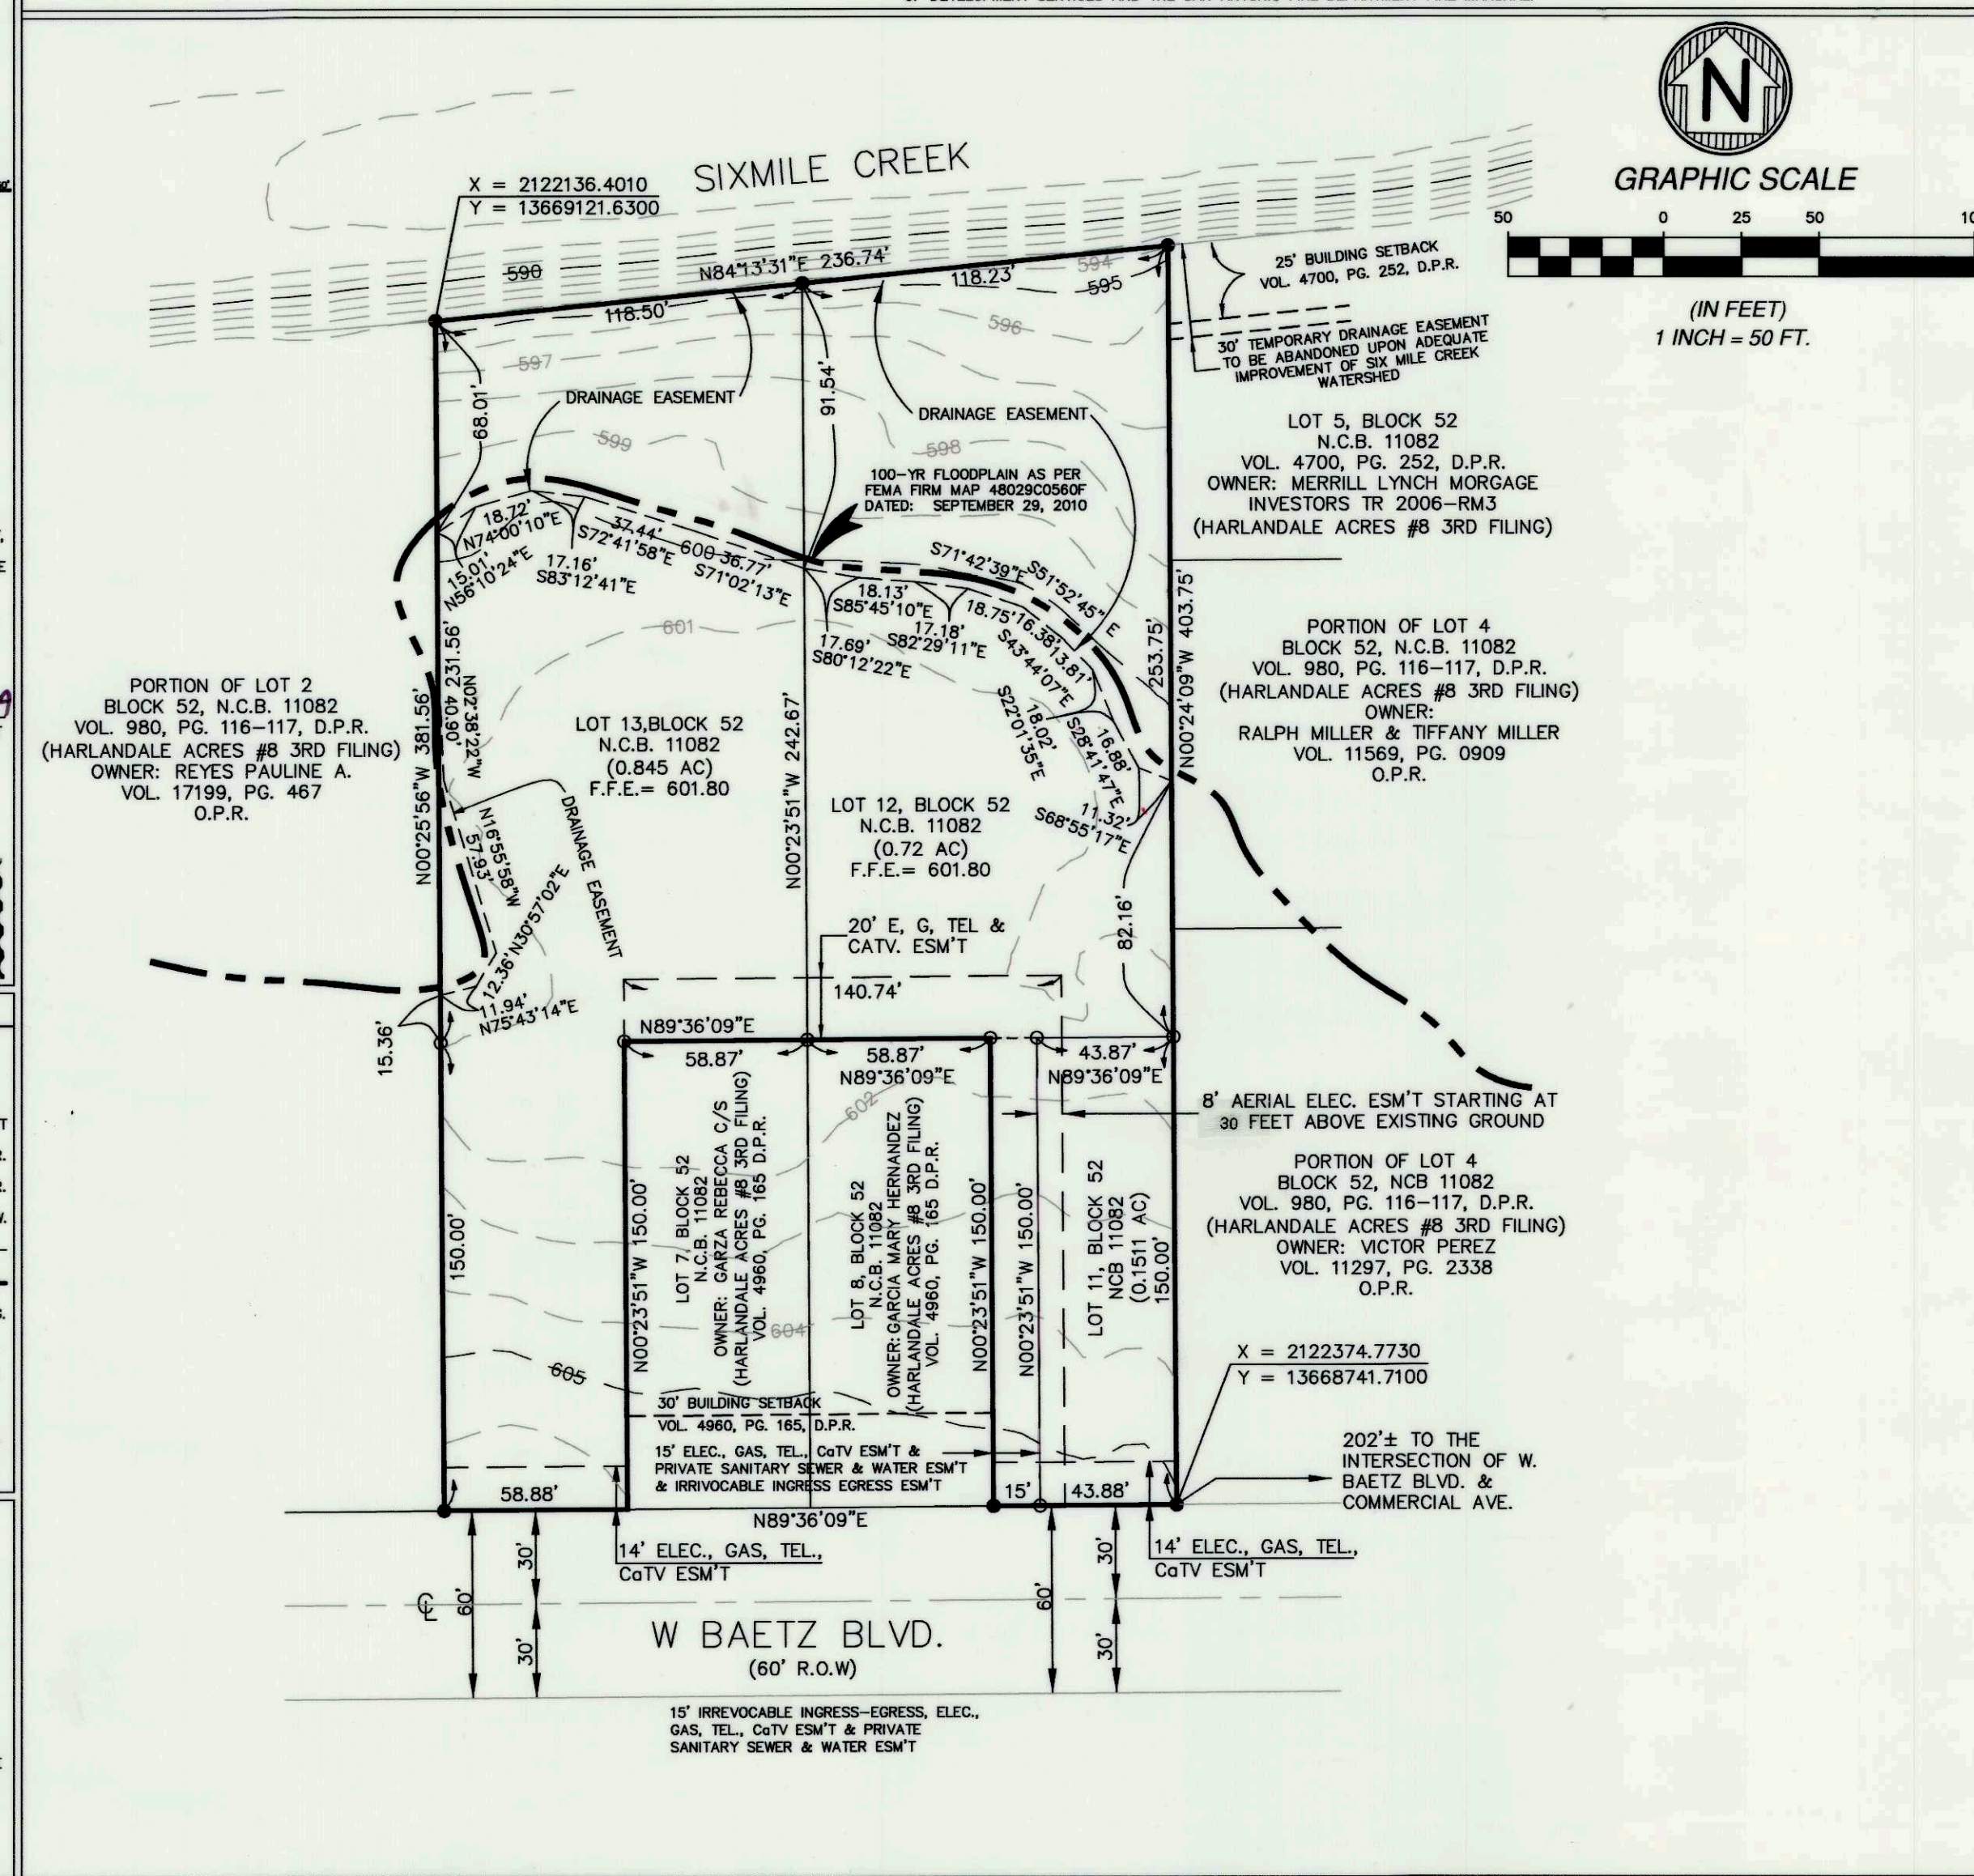 N
GRAPHIC SCALE
50 0 25 50
(IN FEET)
1 INCH = 50 FT.
SIXMILE CREEK
X = 2122136.4010
Y = 13669121.6300
590
N84°13'31"E 236.74'
118.50'
118.23'
594
595
596
597
598
599
600
601
602
604
605
25' BUILDING SETBACK
VOL. 4700, PG. 252, D.P.R.
30' TEMPORARY DRAINAGE EASEMENT
TO BE ABANDONED UPON ADEQUATE
IMPROVEMENT OF SIX MILE CREEK
WATERSHED
68.01'
91.54'
DRAINAGE EASEMENT
DRAINAGE EASEMENT
100-YR FLOODPLAIN AS PER
FEMA FIRM MAP 48029C0560F
DATED: SEPTEMBER 29, 2010
LOT 5, BLOCK 52
N.C.B. 11082
VOL. 4700, PG. 252, D.P.R.
OWNER: MERRILL LYNCH MORGAGE
INVESTORS TR 2006-RM3
(HARLANDALE ACRES #8 3RD FILING)
18.72'
N74°00'10"E
15.01'
N56°10'24"E
17.16'
S83°12'41"E
37.44'
S72°41'58"E
36.77'
S71°02'13"E
17.69'
S80°12'22"E
18.13'
S85°45'10"E
17.18'
S82°29'11"E
S71°42'39"E
18.75'
S51°52'45"E
16.38'
13.81'
S43°44'07"E
18.02'
S22°01'35"E
16.88'
S28°41'47"E
11.32'
S68°55'17"E
253.75'
N00°24'09"W 403.75'
PORTION OF LOT 4
BLOCK 52, N.C.B. 11082
VOL. 980, PG. 116-117, D.P.R.
(HARLANDALE ACRES #8 3RD FILING)
OWNER:
RALPH MILLER & TIFFANY MILLER
VOL. 11569, PG. 0909
O.P.R.
PORTION OF LOT 2
BLOCK 52, N.C.B. 11082
VOL. 980, PG. 116-117, D.P.R.
(HARLANDALE ACRES #8 3RD FILING)
OWNER: REYES PAULINE A.
VOL. 17199, PG. 467
O.P.R.
N00°25'56"W 381.56'
231.56'
40.90'
N02°38'22"W
LOT 13,BLOCK 52
N.C.B. 11082
(0.845 AC)
F.F.E.= 601.80
N00°23'51"W 242.67'
LOT 12, BLOCK 52
N.C.B. 11082
(0.72 AC)
F.F.E.= 601.80
N16°55'58"W
57.93'
DRAINAGE EASEMENT
N30°57'02"E
12.36'
11.94'
N75°43'14"E
15.36'
82.16'
20' E, G, TEL &
CATV. ESM'T
140.74'
N89°36'09"E
58.87'
58.87'
N89°36'09"E
43.87'
N89°36'09"E
8' AERIAL ELEC. ESM'T STARTING AT
30 FEET ABOVE EXISTING GROUND
150.00'
N00°23'51"W 150.00'
LOT 7, BLOCK 52
N.C.B. 11082
OWNER: GARZA REBECCA C/S
(HARLANDALE ACRES #8 3RD FILING)
VOL. 4960, PG. 165 D.P.R.
LOT 8, BLOCK 52
N.C.B. 11082
OWNER: GARCIA MARY HERNANDEZ
(HARLANDALE ACRES #8 3RD FILING)
VOL. 4960, PG. 165 D.P.R.
N00°23'51"W 150.00'
N00°23'51"W 150.00'
LOT 11, BLOCK 52
NCB 11082
(0.1511 AC)
150.00'
PORTION OF LOT 4
BLOCK 52, NCB 11082
VOL. 980, PG. 116-117, D.P.R.
(HARLANDALE ACRES #8 3RD FILING)
OWNER: VICTOR PEREZ
VOL. 11297, PG. 2338
O.P.R.
X = 2122374.7730
Y = 13668741.7100
30' BUILDING SETBACK
VOL. 4960, PG. 165, D.P.R.
15' ELEC., GAS, TEL., CaTV ESM'T &
PRIVATE SANITARY SEWER & WATER ESM'T
& IRRIVOCABLE INGRESS EGRESS ESM'T
202'± TO THE
INTERSECTION OF W.
BAETZ BLVD. &
COMMERCIAL AVE.
58.88'
15'
43.88'
N89°36'09"E
14' ELEC., GAS, TEL.,
CaTV ESM'T
14' ELEC., GAS, TEL.,
CaTV ESM'T
60'
30'
30'
60'
30'
30'
W BAETZ BLVD.
(60' R.O.W)
15' IRREVOCABLE INGRESS-EGRESS, ELEC.,
GAS, TEL., CaTV ESM'T & PRIVATE
SANITARY SEWER & WATER ESM'T